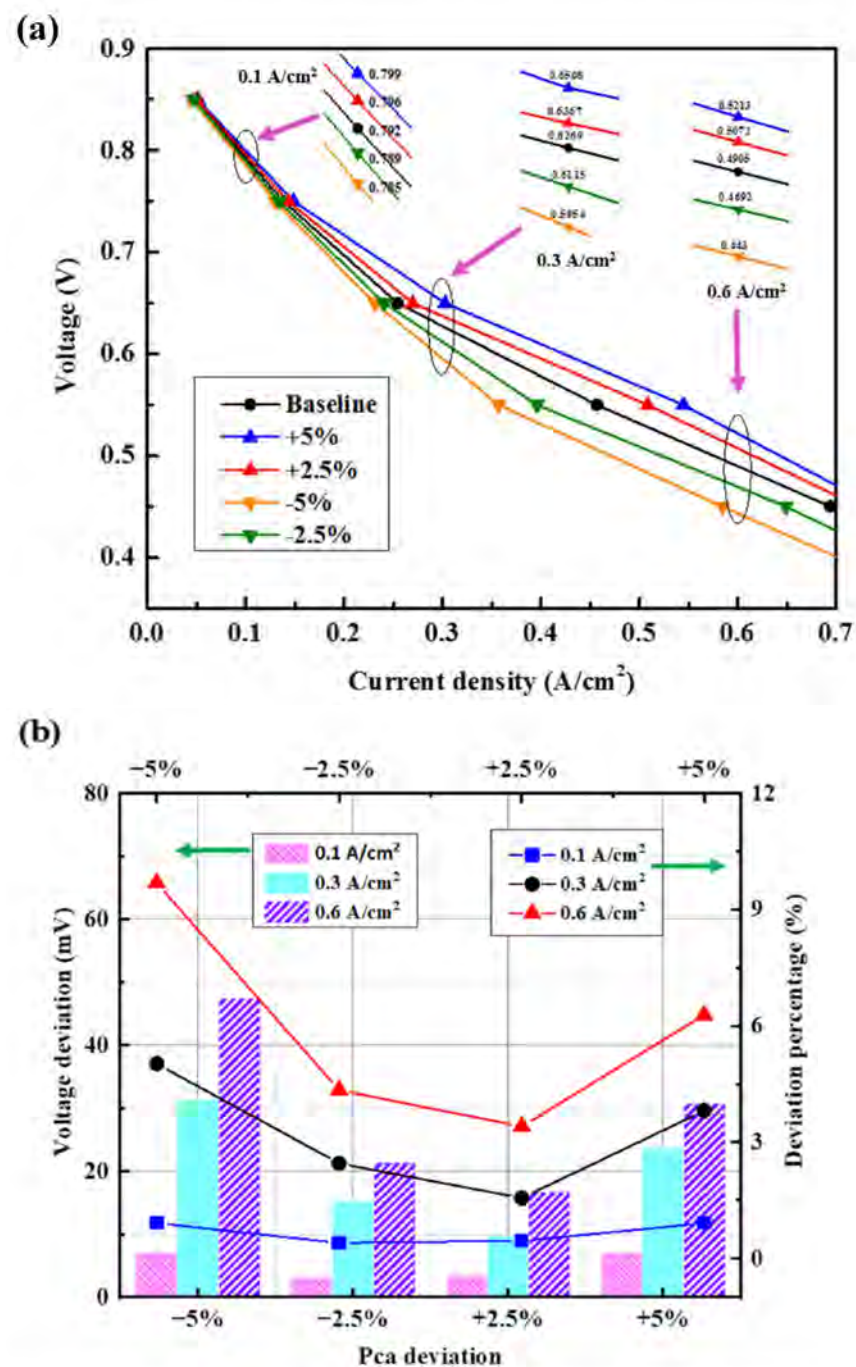 (a)
0.9
0.8
0.7
0.6
0.5
0.4
Voltage (V)
0.1 A/cm²
0.799
0.796
0.792
0.789
0.785
0.6508
0.6367
0.6269
0.6115
0.5954
0.3 A/cm²
0.5213
0.5073
0.4905
0.4692
0.443
0.6 A/cm²
Baseline
+5%
+2.5%
-5%
-2.5%
0.0 0.1 0.2 0.3 0.4 0.5 0.6 0.7
Current density (A/cm²)
(b)
−5% −2.5% +2.5% +5%
80
60
40
20
0
Voltage deviation (mV)
0.1 A/cm²
0.3 A/cm²
0.6 A/cm²
0.1 A/cm²
0.3 A/cm²
0.6 A/cm²
12
9
6
3
0
Deviation percentage (%)
−5% −2.5% +2.5% +5%
Pca deviation